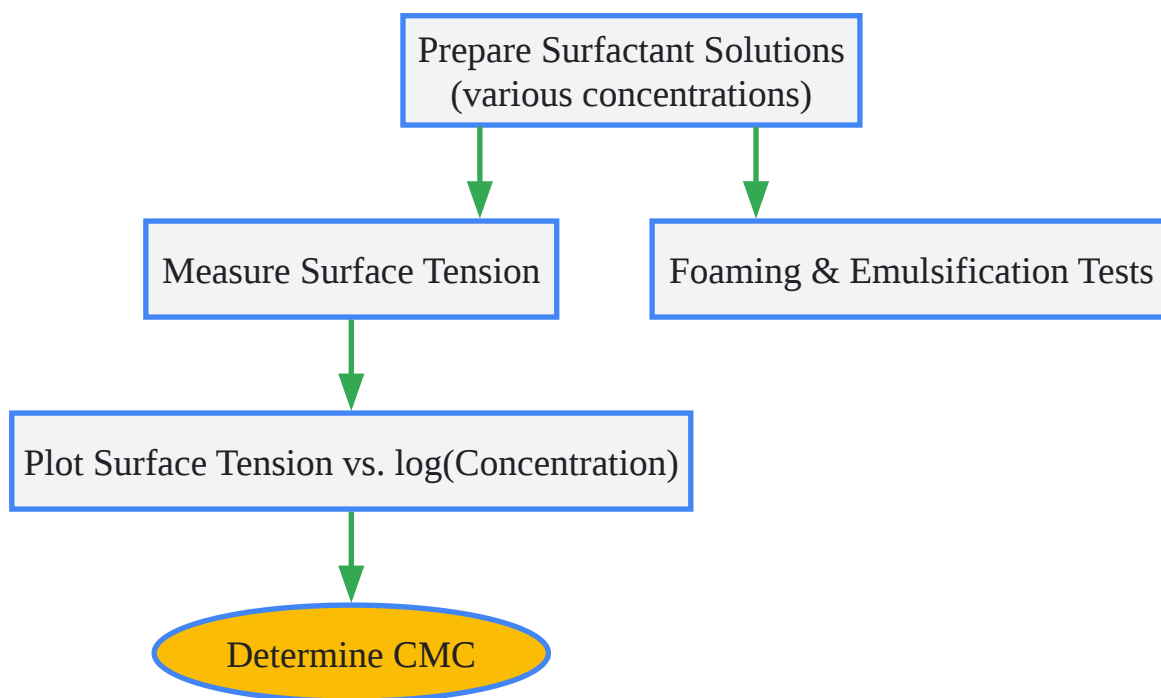 Prepare Surfactant Solutions
(various concentrations)
Measure Surface Tension
Foaming & Emulsification Tests
Plot Surface Tension vs. log(Concentration)
Determine CMC